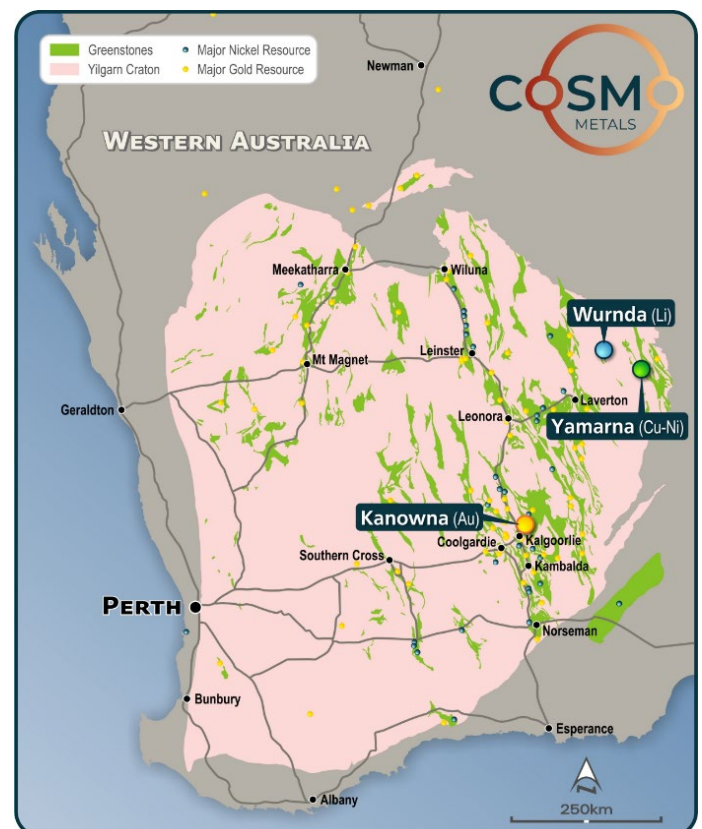 Greenstones
Major Nickel Resource
Yilgarn Craton
Major Gold Resource
Newman
COSMO
METALS
WESTERN AUSTRALIA
Meekatharra
Wiluna
Wurnda (Li)
Mt Magnet
Leinster
Geraldton
Leonora
Laverton
Yamarna (Cu-Ni)
Kanowna (Au)
Coolgardie
Kalgoorlie
Southern Cross
Kambalda
PERTH
Norseman
Bunbury
Esperance
Albany
N
250km